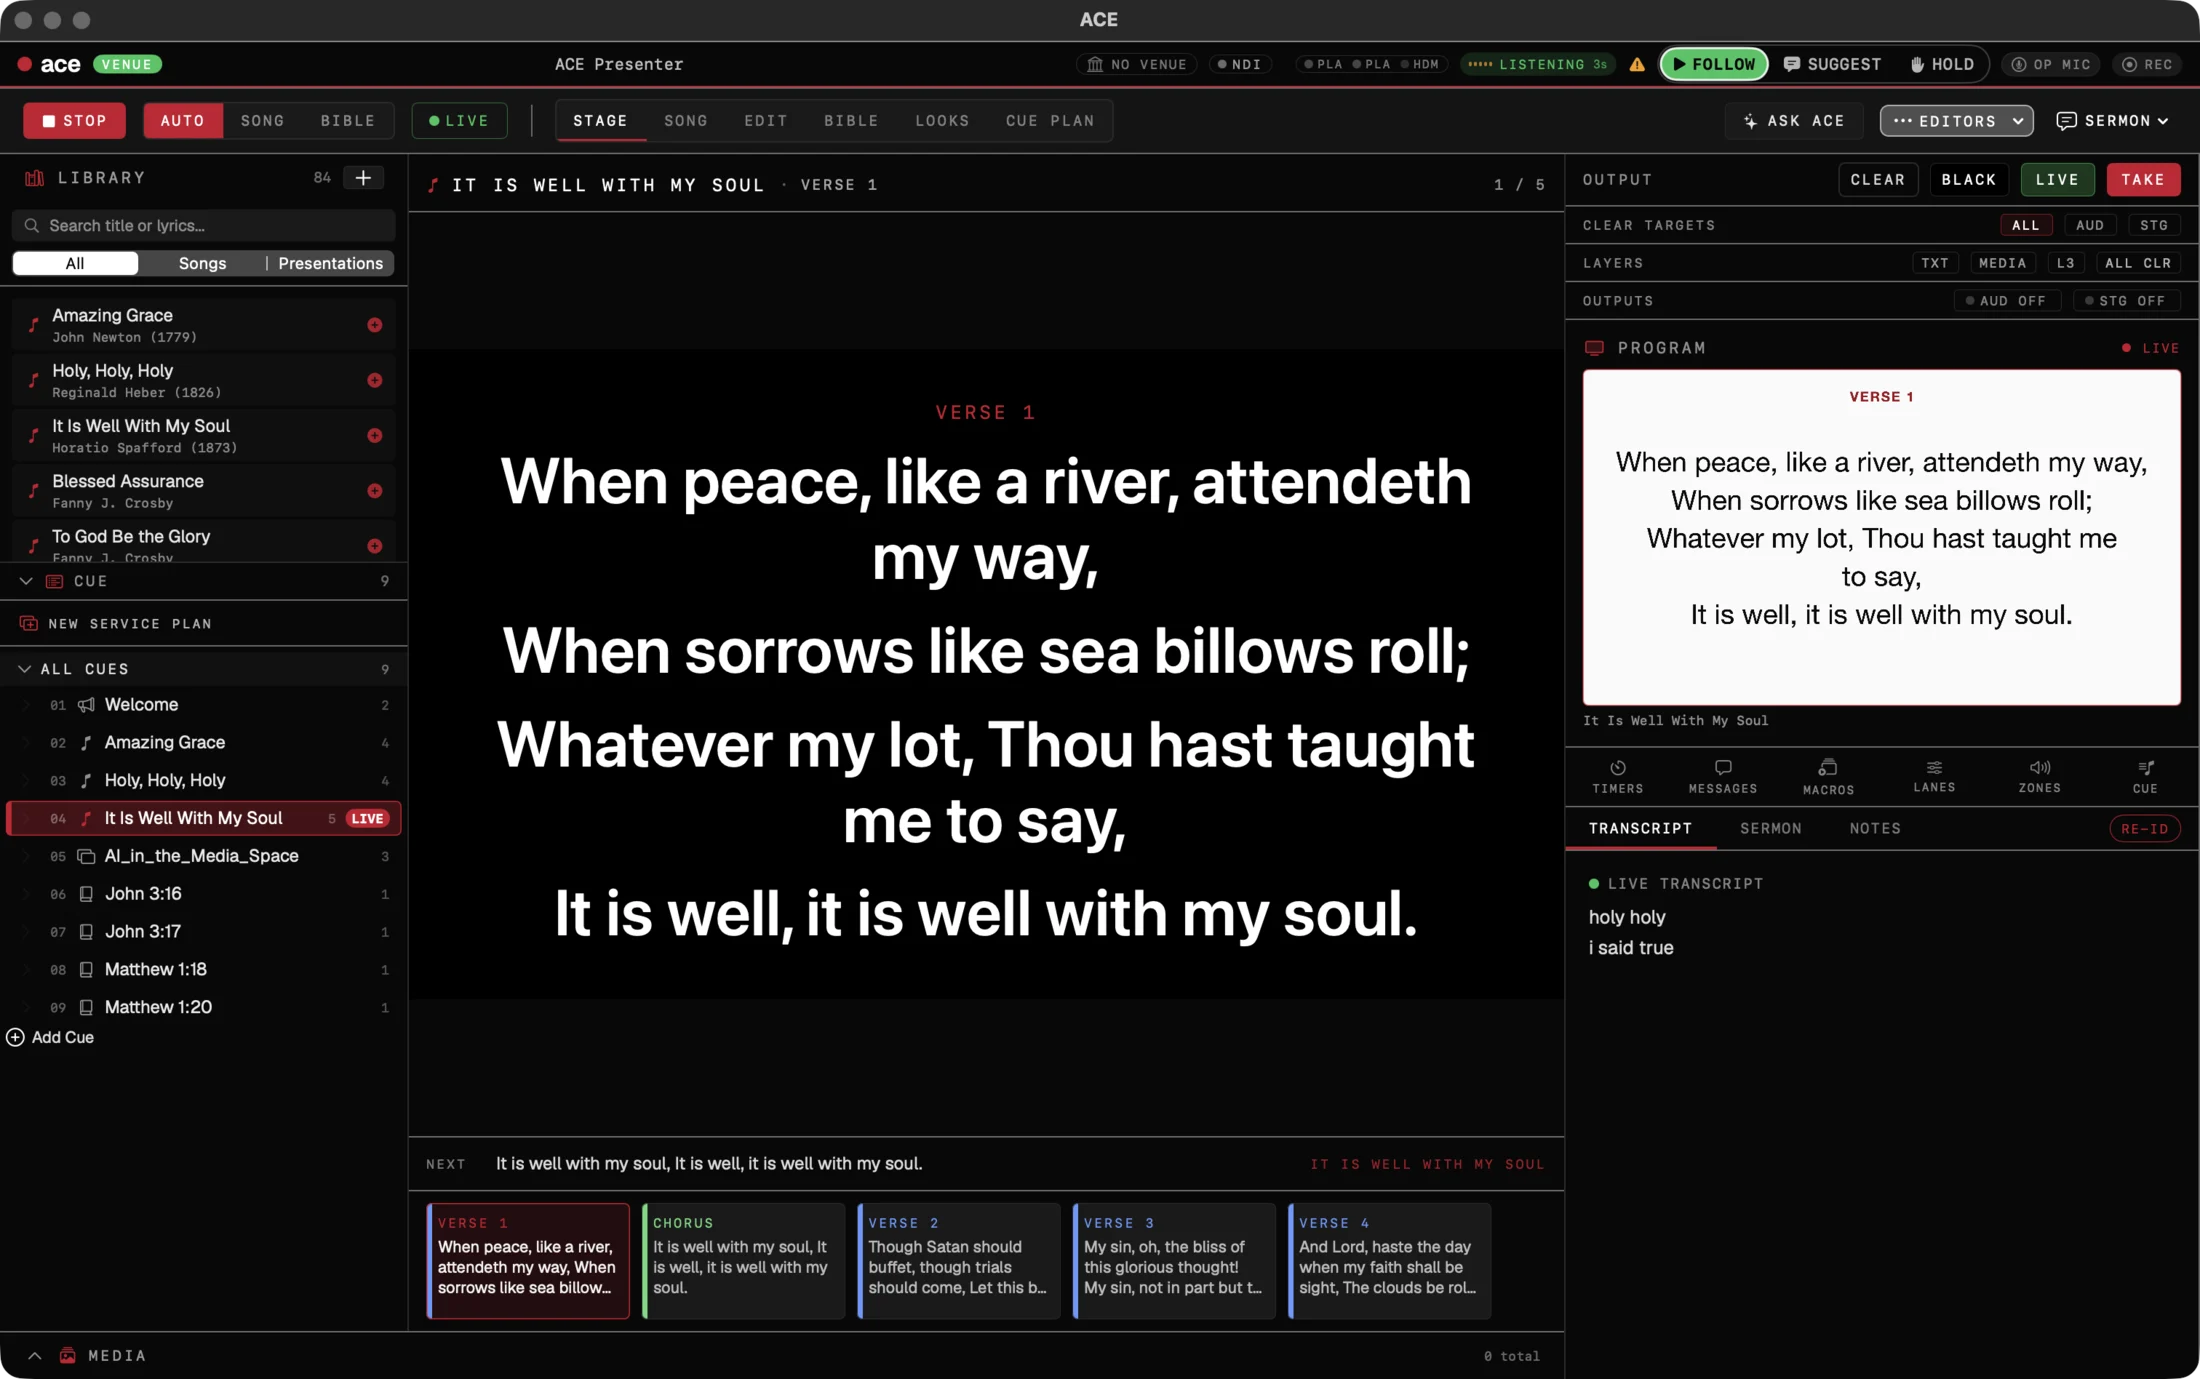 ACE
ace VENUE
ACE Presenter
NO VENUE
NDI
PLA PLA HDM
LISTENING 3s
FOLLOW
SUGGEST
HOLD
OP MIC
REC
STOP
AUTO SONG BIBLE
LIVE
STAGE SONG EDIT BIBLE LOOKS CUE PLAN
ASK ACE
EDITORS
SERMON
LIBRARY 84 +
Search title or lyrics...
All Songs Presentations
Amazing Grace
John Newton (1779)
Holy, Holy, Holy
Reginald Heber (1826)
It Is Well With My Soul
Horatio Spafford (1873)
Blessed Assurance
Fanny J. Crosby
To God Be the Glory
Fanny J. Crosby
CUE 9
NEW SERVICE PLAN
ALL CUES 9
01 Welcome 2
02 Amazing Grace 4
03 Holy, Holy, Holy 4
04 It Is Well With My Soul 5 LIVE
05 AI_in_the_Media_Space 3
06 John 3:16 1
07 John 3:17 1
08 Matthew 1:18 1
09 Matthew 1:20 1
Add Cue
IT IS WELL WITH MY SOUL · VERSE 1 1 / 5
VERSE 1
When peace, like a river, attendeth
my way,
When sorrows like sea billows roll;
Whatever my lot, Thou hast taught
me to say,
It is well, it is well with my soul.
NEXT It is well with my soul, It is well, it is well with my soul. IT IS WELL WITH MY SOUL
VERSE 1
When peace, like a river,
attendeth my way, When
sorrows like sea billow...
CHORUS
It is well with my soul, It
is well, it is well with my
soul.
VERSE 2
Though Satan should
buffet, though trials
should come, Let this b...
VERSE 3
My sin, oh, the bliss of
this glorious thought!
My sin, not in part but t...
VERSE 4
And Lord, haste the day
when my faith shall be
sight, The clouds be rol...
MEDIA 0 total
OUTPUT CLEAR BLACK LIVE TAKE
CLEAR TARGETS ALL AUD STG
LAYERS TXT MEDIA L3 ALL CLR
OUTPUTS AUD OFF STG OFF
PROGRAM LIVE
VERSE 1
When peace, like a river, attendeth my way,
When sorrows like sea billows roll;
Whatever my lot, Thou hast taught me
to say,
It is well, it is well with my soul.
It Is Well With My Soul
TIMERS MESSAGES MACROS LANES ZONES CUE
TRANSCRIPT SERMON NOTES RE-ID
LIVE TRANSCRIPT
holy holy
i said true